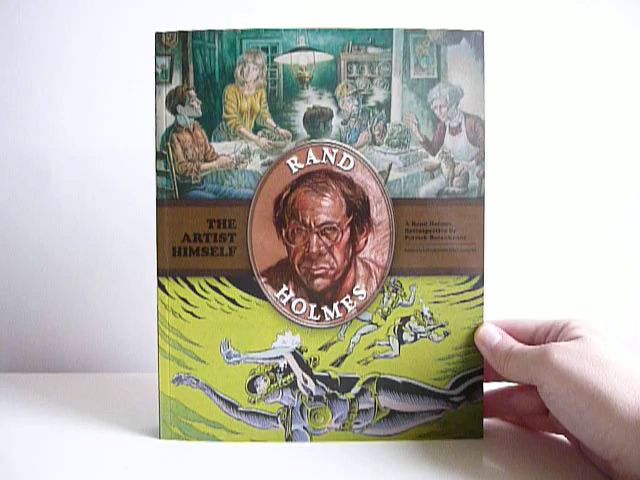 RAND
HOLMES
THE
ARTIST
HIMSELF
A Rand Holmes
Retrospective by
Patrick Rosenkranz